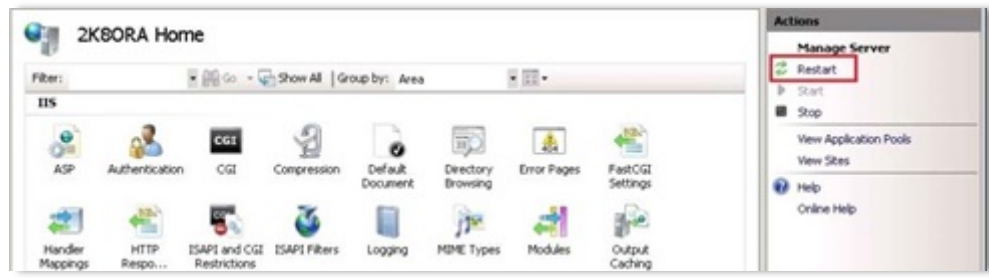 2K8ORA Home
Filter: Go Show All Group by: Area
IIS
ASP Authentication CGI Compression Default Document Directory Browsing Error Pages FastCGI Settings
Handler Mappings HTTP Respo... ISAPI and CGI Restrictions ISAPI Filters Logging MIME Types Modules Output Caching
Actions
Manage Server
Restart
Start
Stop
View Application Pools
View Sites
Help
Online Help